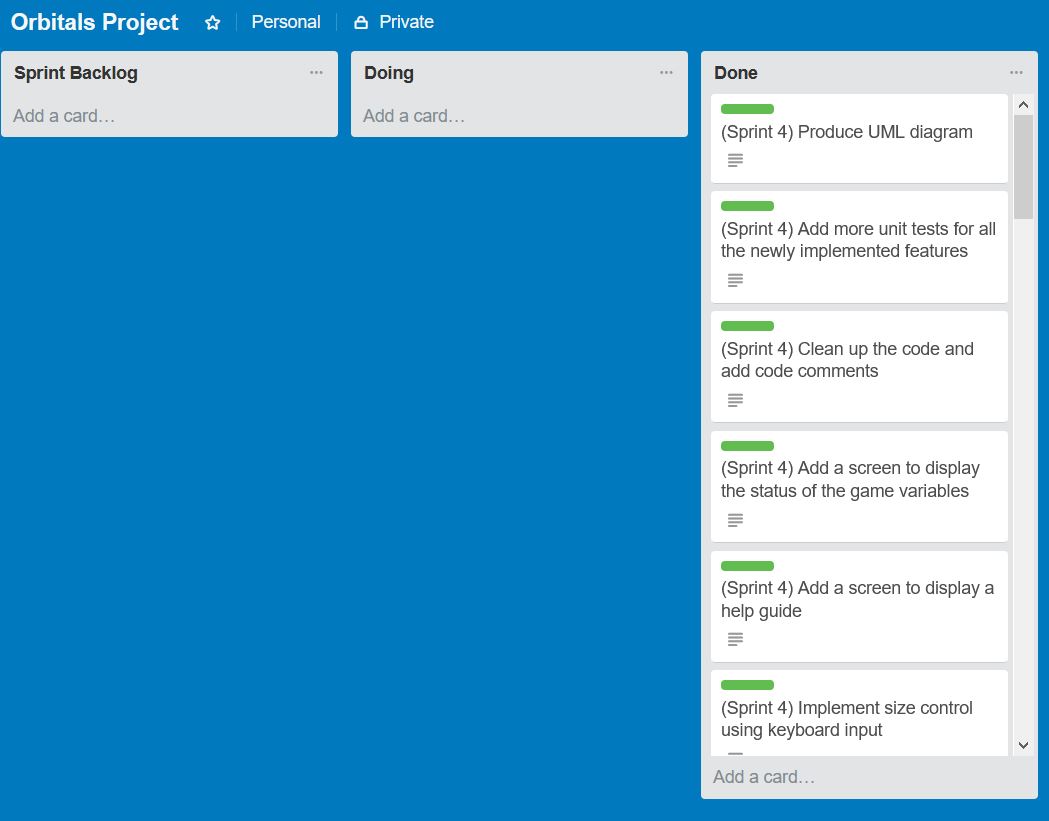 Orbitals Project
Personal
Private
Sprint Backlog
Add a card…
Doing
Add a card…
Done
(Sprint 4) Produce UML diagram
(Sprint 4) Add more unit tests for all
the newly implemented features
(Sprint 4) Clean up the code and
add code comments
(Sprint 4) Add a screen to display
the status of the game variables
(Sprint 4) Add a screen to display a
help guide
(Sprint 4) Implement size control
using keyboard input
Add a card…